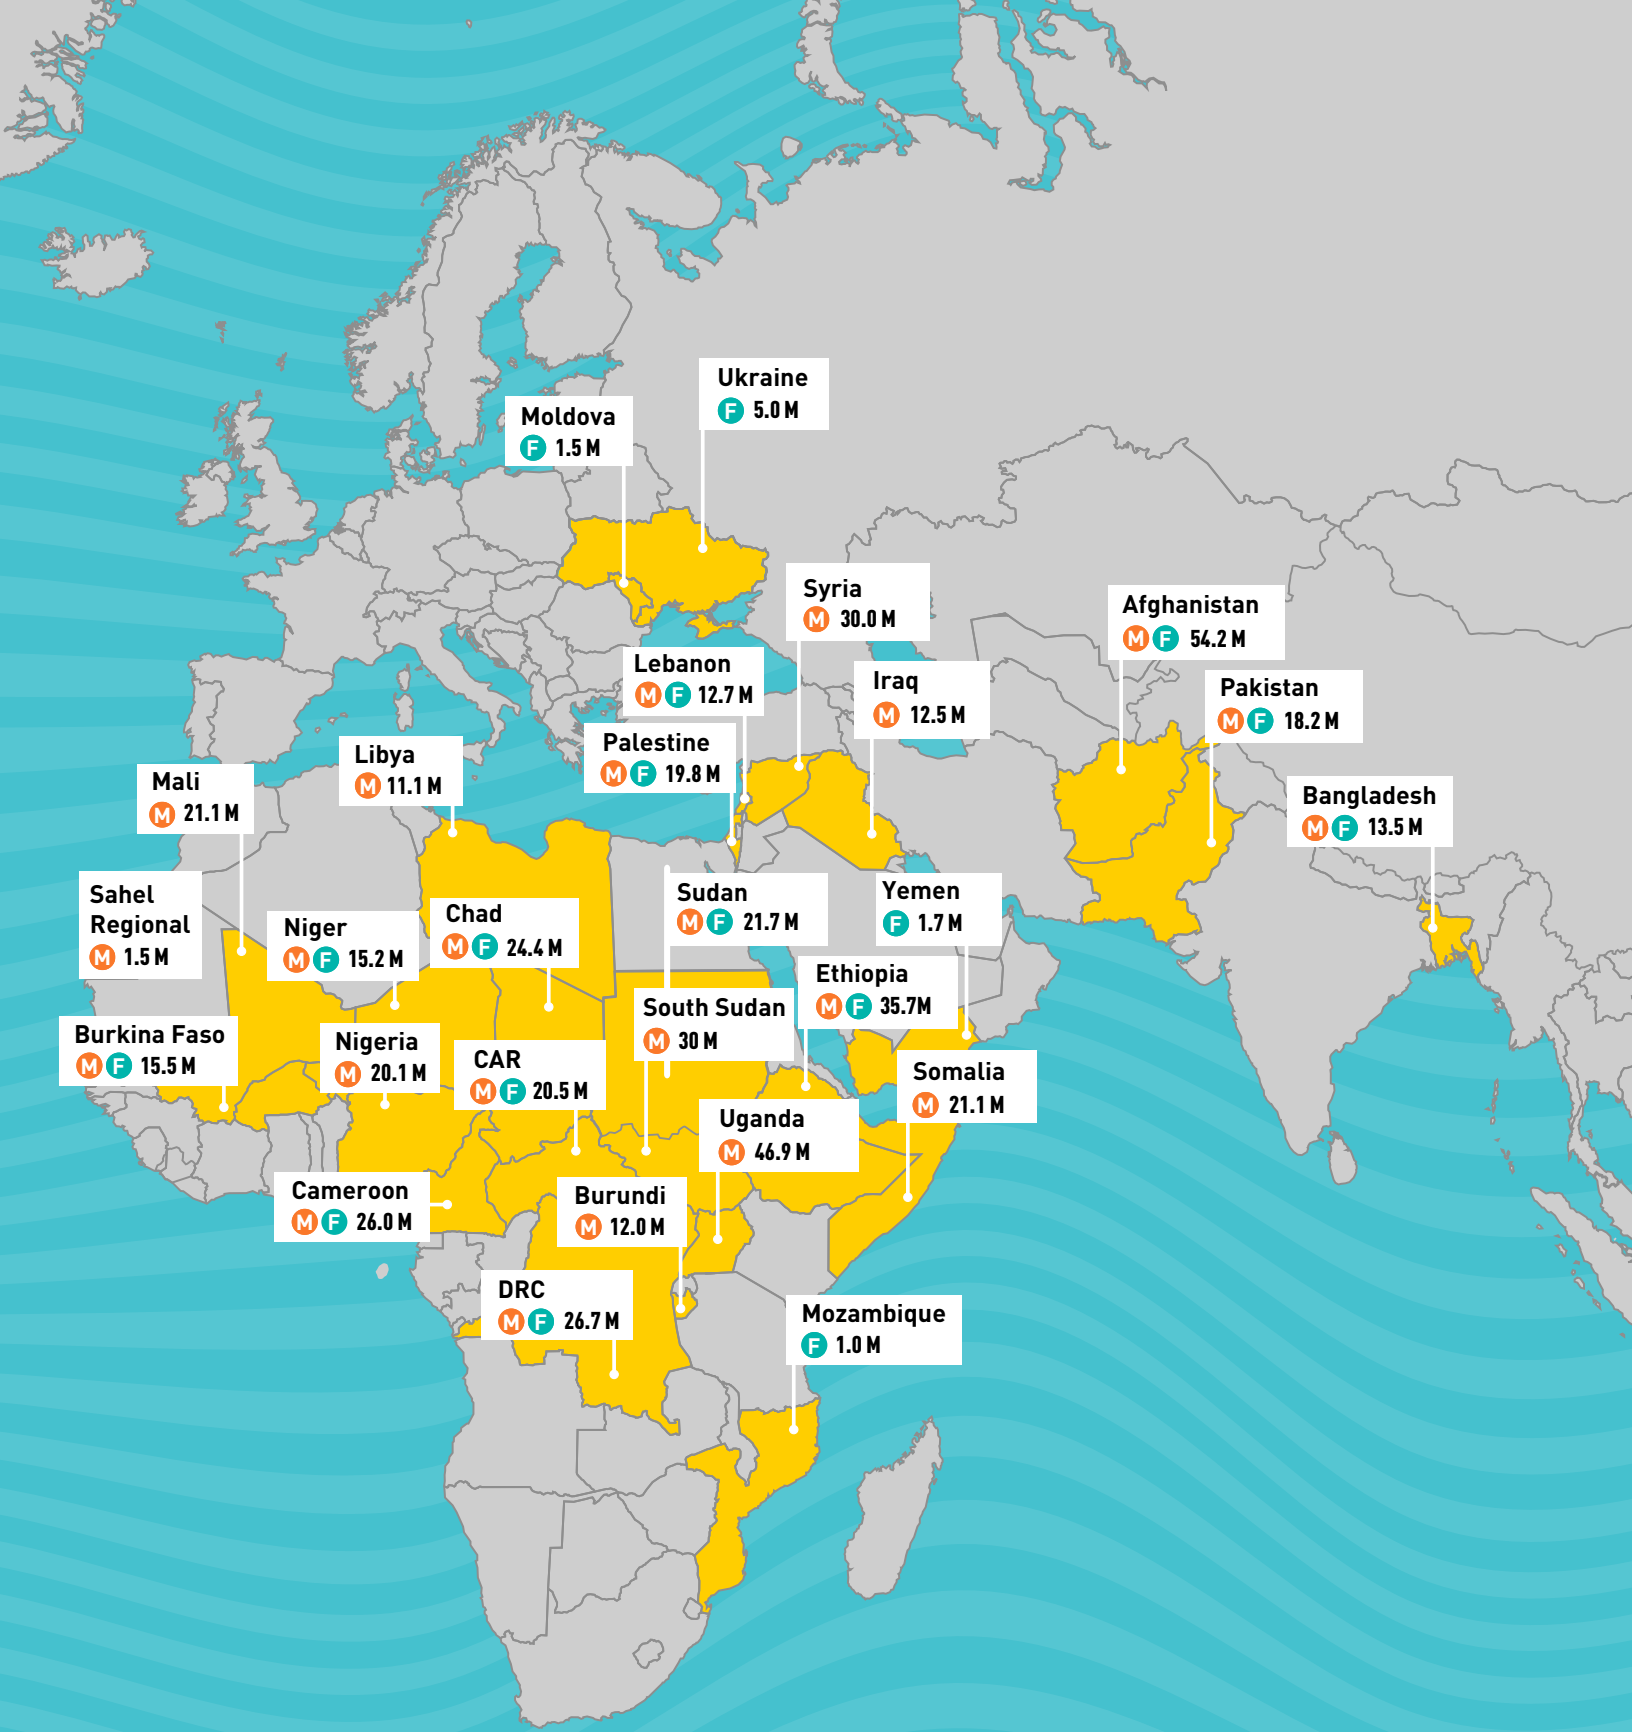 Ukraine
F 5.0 M
Moldova
F 1.5 M
Syria
M 30.0 M
Afghanistan
M F 54.2 M
Lebanon
M F 12.7 M
Iraq
M 12.5 M
Pakistan
M F 18.2 M
Palestine
M F 19.8 M
Libya
M 11.1 M
Mali
M 21.1 M
Bangladesh
M F 13.5 M
Sahel
Regional
M 1.5 M
Niger
M F 15.2 M
Chad
M F 24.4 M
Sudan
M F 21.7 M
Yemen
F 1.7 M
Ethiopia
M F 35.7M
South Sudan
M 30 M
Burkina Faso
M F 15.5 M
Nigeria
M 20.1 M
CAR
M F 20.5 M
Somalia
M 21.1 M
Uganda
M 46.9 M
Cameroon
M F 26.0 M
Burundi
M 12.0 M
DRC
M F 26.7 M
Mozambique
F 1.0 M